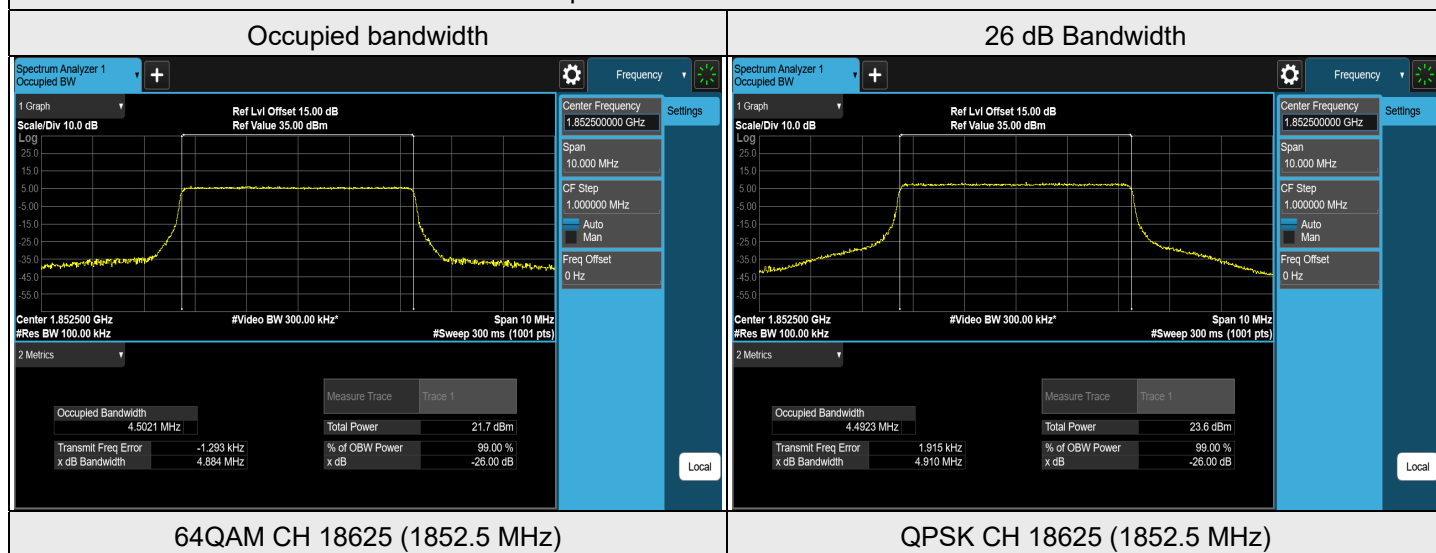 Occupied bandwidth
26 dB Bandwidth
Spectrum Analyzer 1
Occupied BW
+
Frequency
1 Graph
Ref Lvl Offset 15.00 dB
Scale/Div 10.0 dB
Ref Value 35.00 dBm
Log
25.0
15.0
5.00
-5.00
-15.0
-25.0
-35.0
-45.0
-55.0
Center 1.852500 GHz
#Video BW 300.00 kHz*
Span 10 MHz
#Res BW 100.00 kHz
#Sweep 300 ms (1001 pts)
Center Frequency
1.852500000 GHz
Settings
Span
10.000 MHz
CF Step
1.000000 MHz
Auto
Man
Freq Offset
0 Hz
2 Metrics
Measure Trace Trace 1
Occupied Bandwidth
4.5021 MHz
Total Power 21.7 dBm
Transmit Freq Error -1.293 kHz
% of OBW Power 99.00 %
x dB Bandwidth 4.884 MHz
x dB -26.00 dB
Local
Spectrum Analyzer 1
Occupied BW
+
Frequency
1 Graph
Ref Lvl Offset 15.00 dB
Scale/Div 10.0 dB
Ref Value 35.00 dBm
Log
25.0
15.0
5.00
-5.00
-15.0
-25.0
-35.0
-45.0
-55.0
Center 1.852500 GHz
#Video BW 300.00 kHz*
Span 10 MHz
#Res BW 100.00 kHz
#Sweep 300 ms (1001 pts)
Center Frequency
1.852500000 GHz
Settings
Span
10.000 MHz
CF Step
1.000000 MHz
Auto
Man
Freq Offset
0 Hz
2 Metrics
Measure Trace Trace 1
Occupied Bandwidth
4.4923 MHz
Total Power 23.6 dBm
Transmit Freq Error 1.915 kHz
% of OBW Power 99.00 %
x dB Bandwidth 4.910 MHz
x dB -26.00 dB
Local
64QAM CH 18625 (1852.5 MHz)
QPSK CH 18625 (1852.5 MHz)